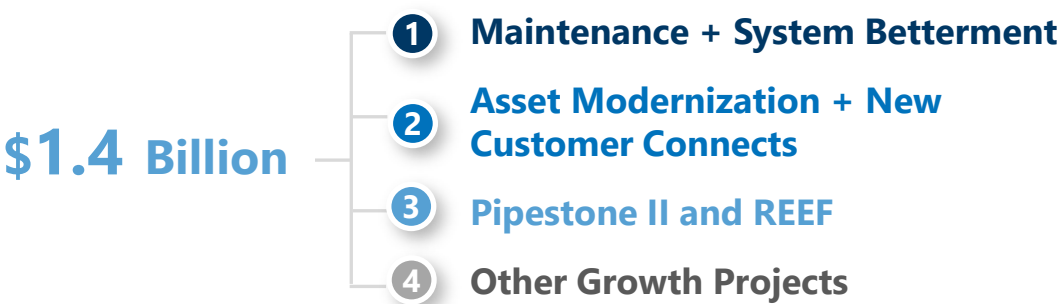 $1.4 Billion
1 Maintenance + System Betterment
2 Asset Modernization + New
Customer Connects
3 Pipestone II and REEF
4 Other Growth Projects